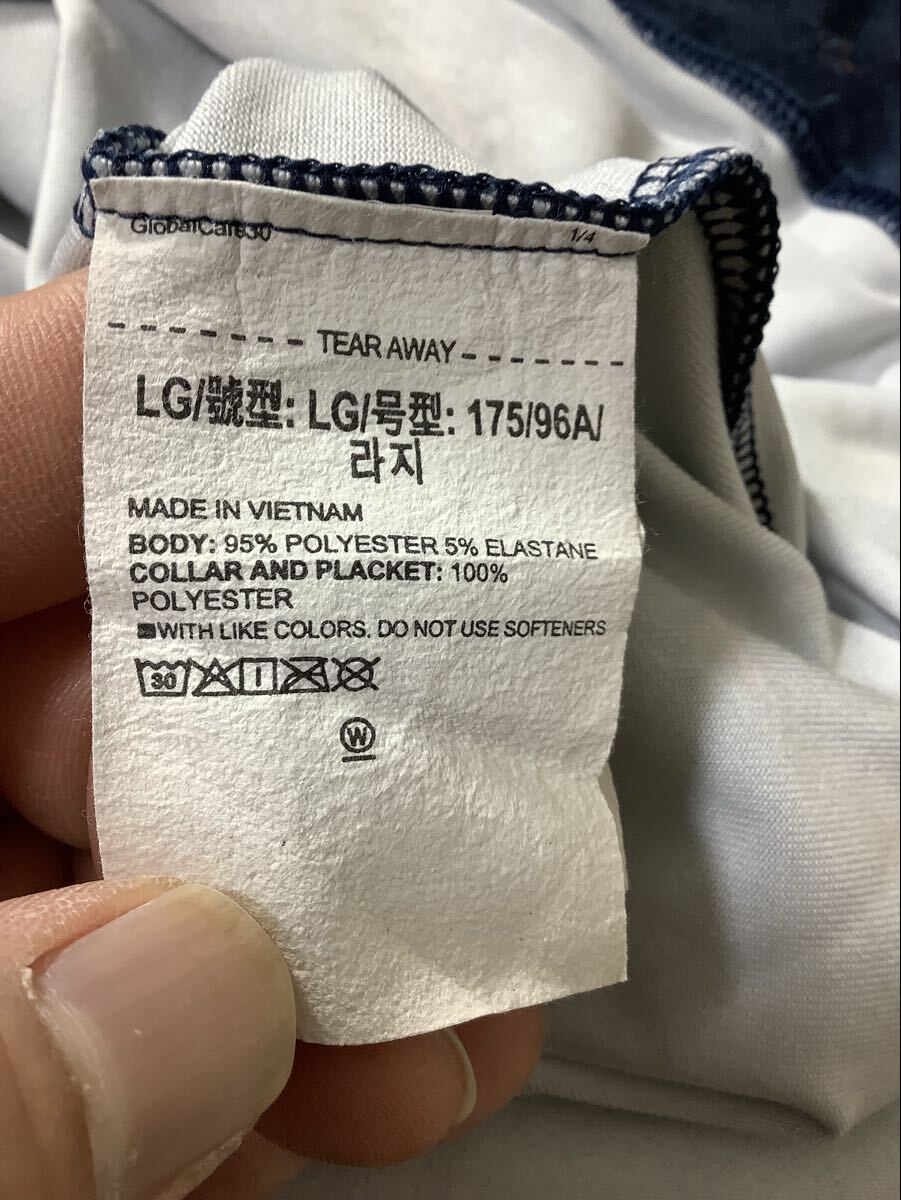 GlobalCare30
1/4
TEAR AWAY
LG/號型: LG/号型: 175/96A/
라지
MADE IN VIETNAM
BODY: 95% POLYESTER 5% ELASTANE
COLLAR AND PLACKET: 100%
POLYESTER
WITH LIKE COLORS. DO NOT USE SOFTENERS
30
W